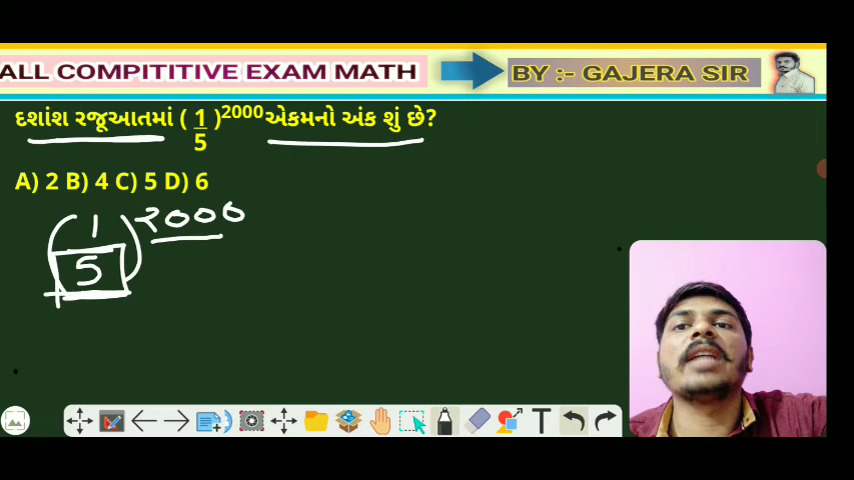 ALL COMPITITIVE EXAM MATH
BY :- GAJERA SIR
દશાંશ રજૂઆતમાં ( 1/5 )^2000 એકમનો અંક શું છે?
A) 2 B) 4 C) 5 D) 6
( 1/5 )^2000
T